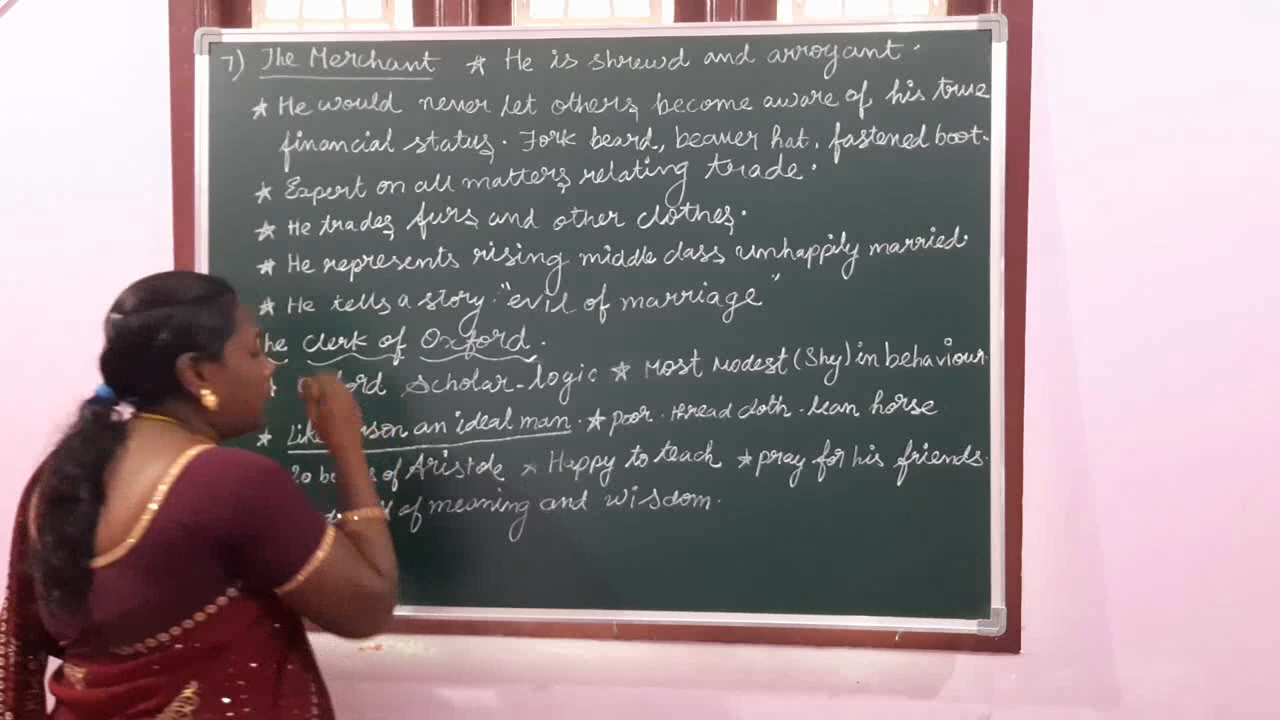 7) The Merchant ★ He is shrewd and arroyant.
★ He would never let others become aware of his true
financial status. Fork beard, beaver hat, fastened boot.
★ Expert on all matters relating trade.
★ He trades furs and other clothes.
★ He represents rising middle class unhappily married.
★ He tells a story. "evil of marriage"
he clerk of Oxford.
scholar - logic ★ Most Modest (Shy) in behaviour.
★ an ideal man. ★ poor. thread cloth. lean horse
20 of Aristole ★ Happy to teach ★ pray for his friends.
of meaning and wisdom.